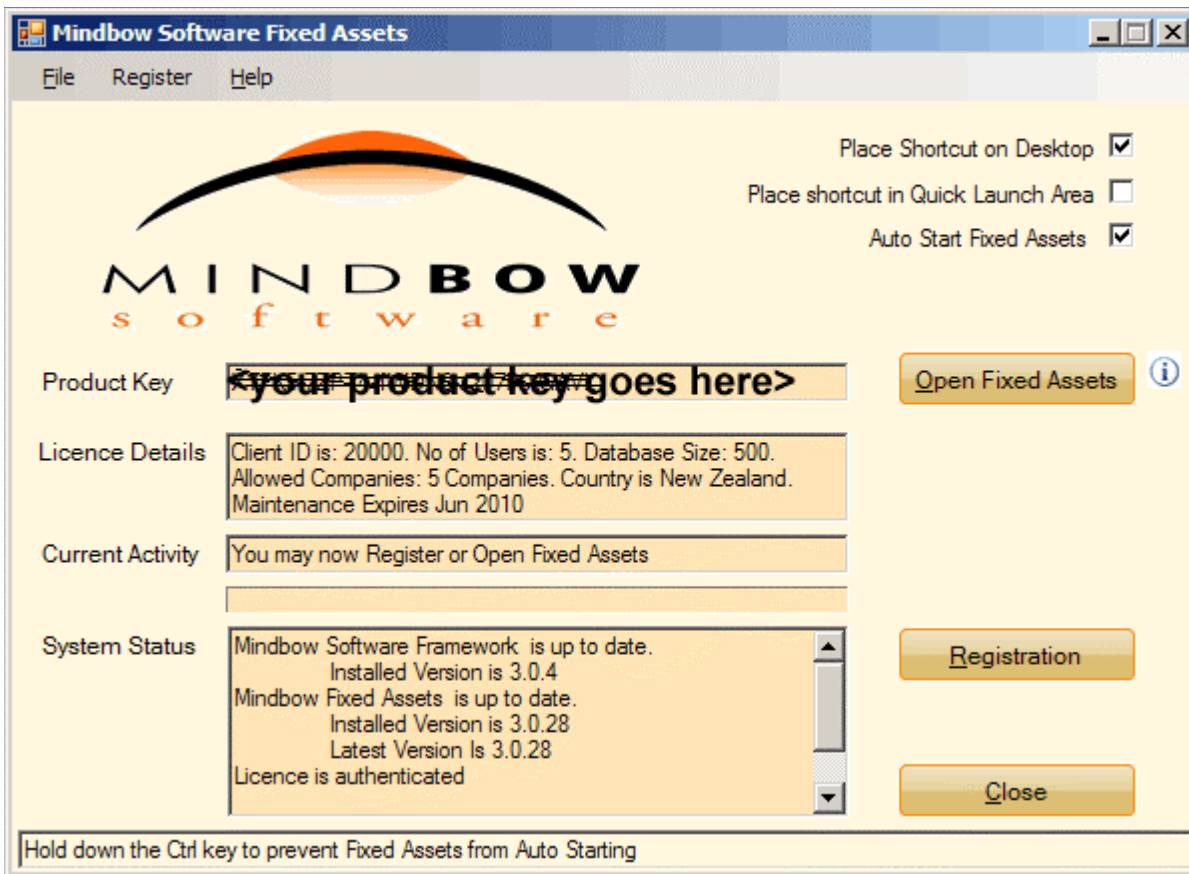 Mindbow Software Fixed Assets
File Register Help
Place Shortcut on Desktop
Place shortcut in Quick Launch Area
Auto Start Fixed Assets
MINDBOW
software
Product Key
<your product key goes here>
Open Fixed Assets
Licence Details
Client ID is: 20000. No of Users is: 5. Database Size: 500.
Allowed Companies: 5 Companies. Country is New Zealand.
Maintenance Expires Jun 2010
Current Activity
You may now Register or Open Fixed Assets
System Status
Mindbow Software Framework is up to date.
Installed Version is 3.0.4
Mindbow Fixed Assets is up to date.
Installed Version is 3.0.28
Latest Version Is 3.0.28
Licence is authenticated
Registration
Close
Hold down the Ctrl key to prevent Fixed Assets from Auto Starting